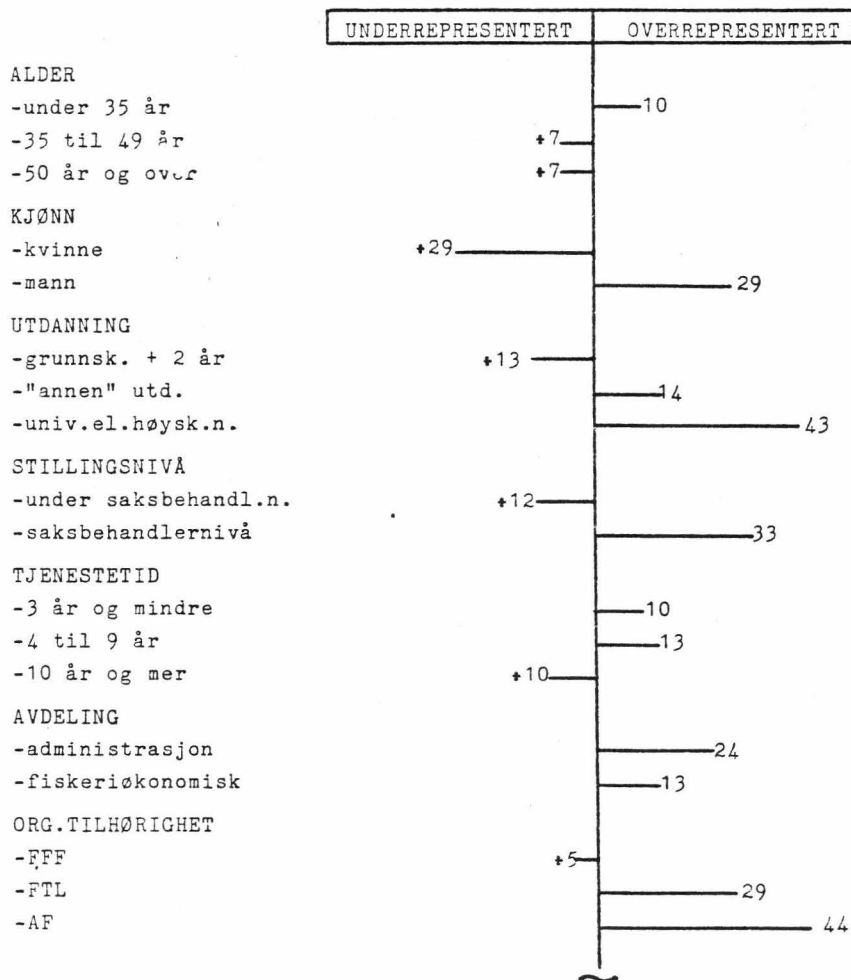 UNDERREPRESENTERT OVERREPRESENTERT
ALDER
-under 35 år 10
-35 til 49 år +7
-50 år og over +7
KJØNN
-kvinne +29
-mann 29
UTDANNING
-grunnsk. + 2 år +13
-"annen" utd. 14
-univ.el.høysk.n. 43
STILLINGSNIVÅ
-under saksbehandl.n. +12
-saksbehandlernivå 33
TJENESTETID
-3 år og mindre 10
-4 til 9 år 13
-10 år og mer +10
AVDELING
-administrasjon 24
-fiskeriøkonomisk 13
ORG.TILHØRIGHET
-FFF +5
-FTL 29
-AF 44